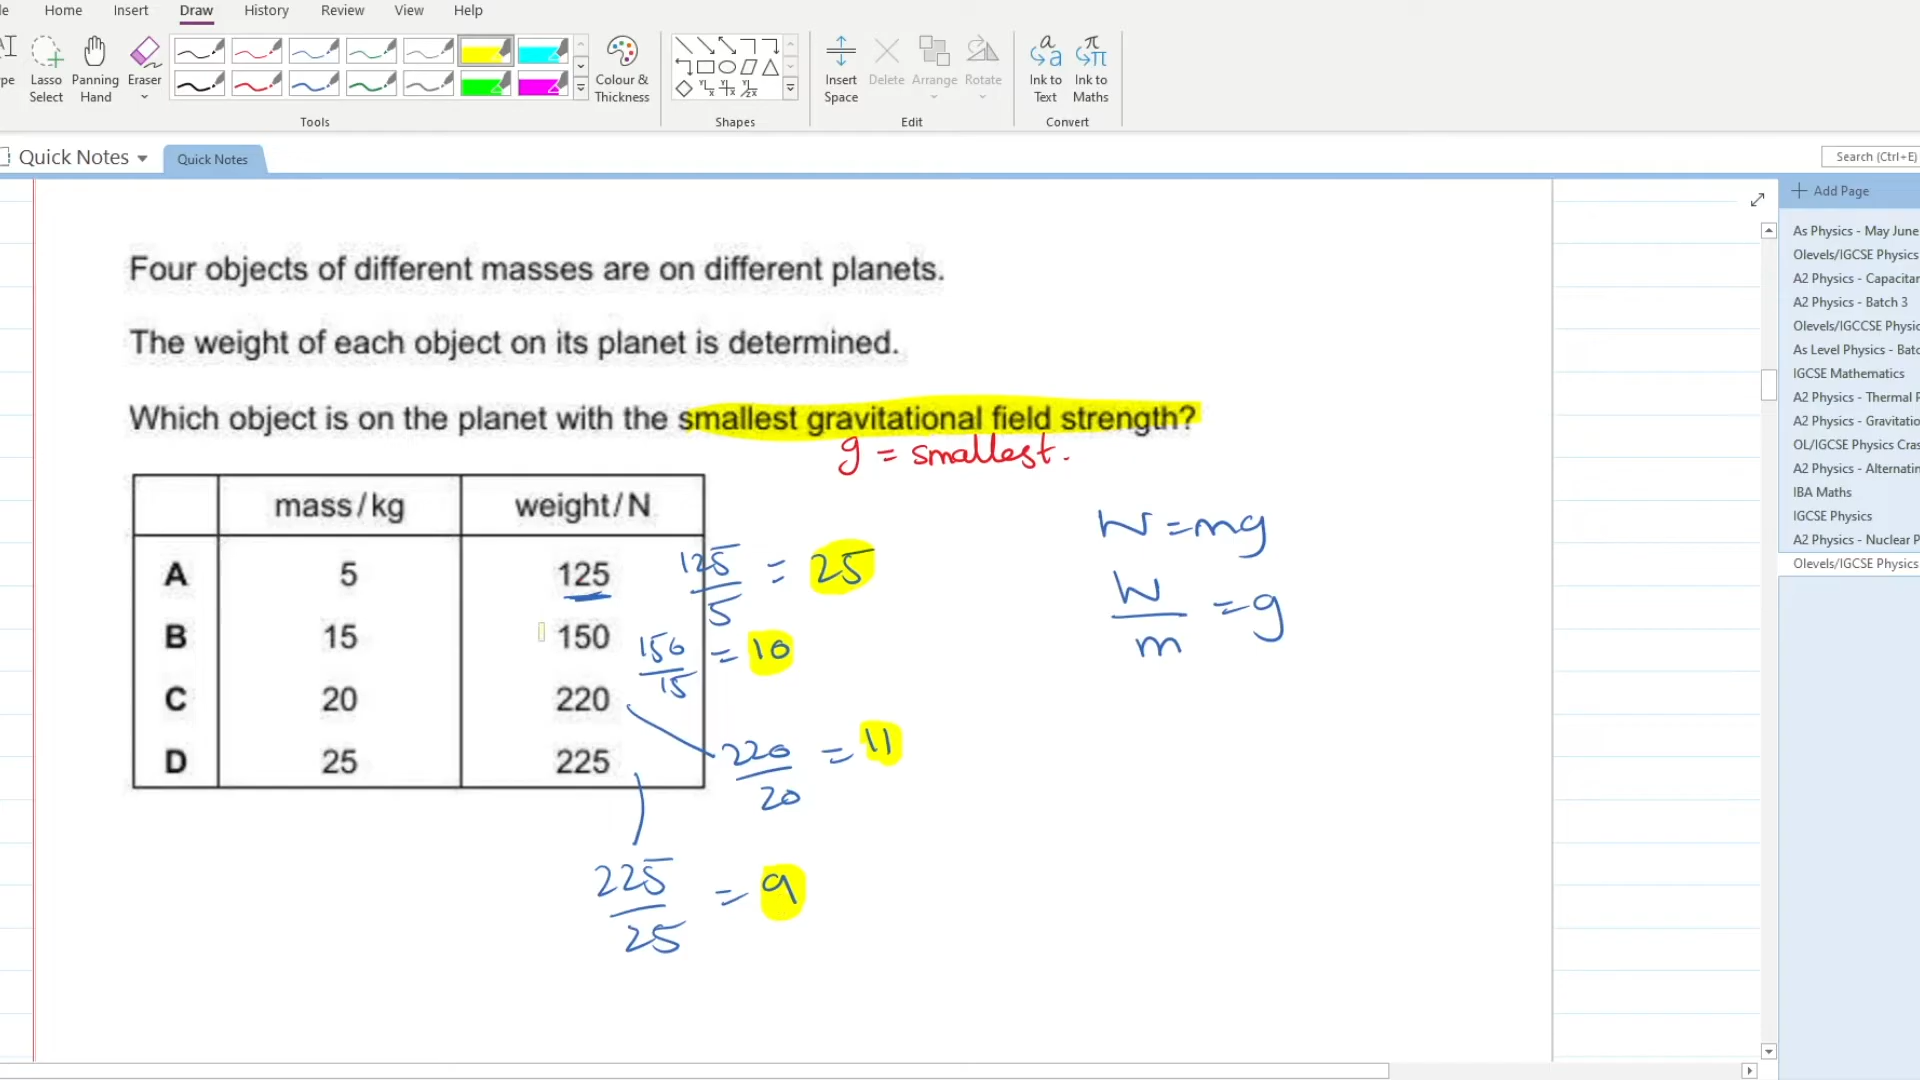 Home Insert Draw History Review View Help
Lasso Select
Panning Hand
Eraser
Colour & Thickness
Insert Space
Delete
Arrange
Rotate
Ink to Text
Ink to Maths
Tools
Shapes
Edit
Convert
Quick Notes
Quick Notes
Search (Ctrl+E)
Add Page
As Physics - May June
Olevels/IGCSE Physics
A2 Physics - Capacitar
A2 Physics - Batch 3
Olevels/IGCCSE Physic
As Level Physics - Batc
IGCSE Mathematics
A2 Physics - Thermal P
A2 Physics - Gravitatio
OL/IGCSE Physics Cras
A2 Physics - Alternatin
IBA Maths
IGCSE Physics
A2 Physics - Nuclear P
Olevels/IGCSE Physics
Four objects of different masses are on different planets.
The weight of each object on its planet is determined.
Which object is on the planet with the smallest gravitational field strength?
g = smallest.
mass/kg weight/N
A 5 125
B 15 150
C 20 220
D 25 225
125/5 = 25
150/15 = 10
220/20 = 11
225/25 = 9
W = mg
W/m = g